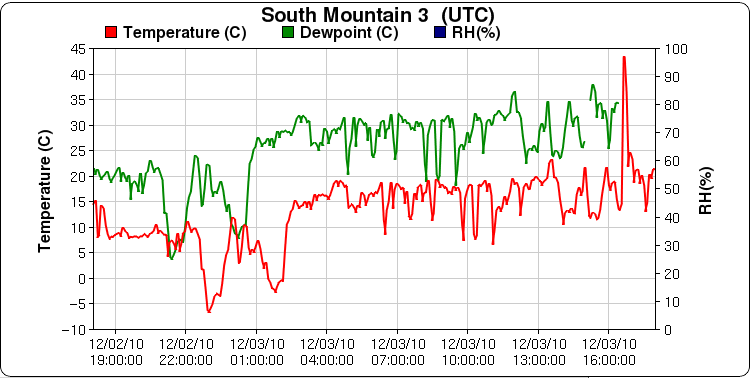 South Mountain 3 (UTC)
Temperature (C) Dewpoint (C) RH(%)
45 100
40 90
35 80
30 70
25 60
20 50
15 40
10 30
5 20
0
-5 10
-10 0
Temperature (C)
RH(%)
12/02/10 12/02/10 12/03/10 12/03/10 12/03/10 12/03/10 12/03/10 12/03/10
19:00:00 22:00:00 01:00:00 04:00:00 07:00:00 10:00:00 13:00:00 16:00:00